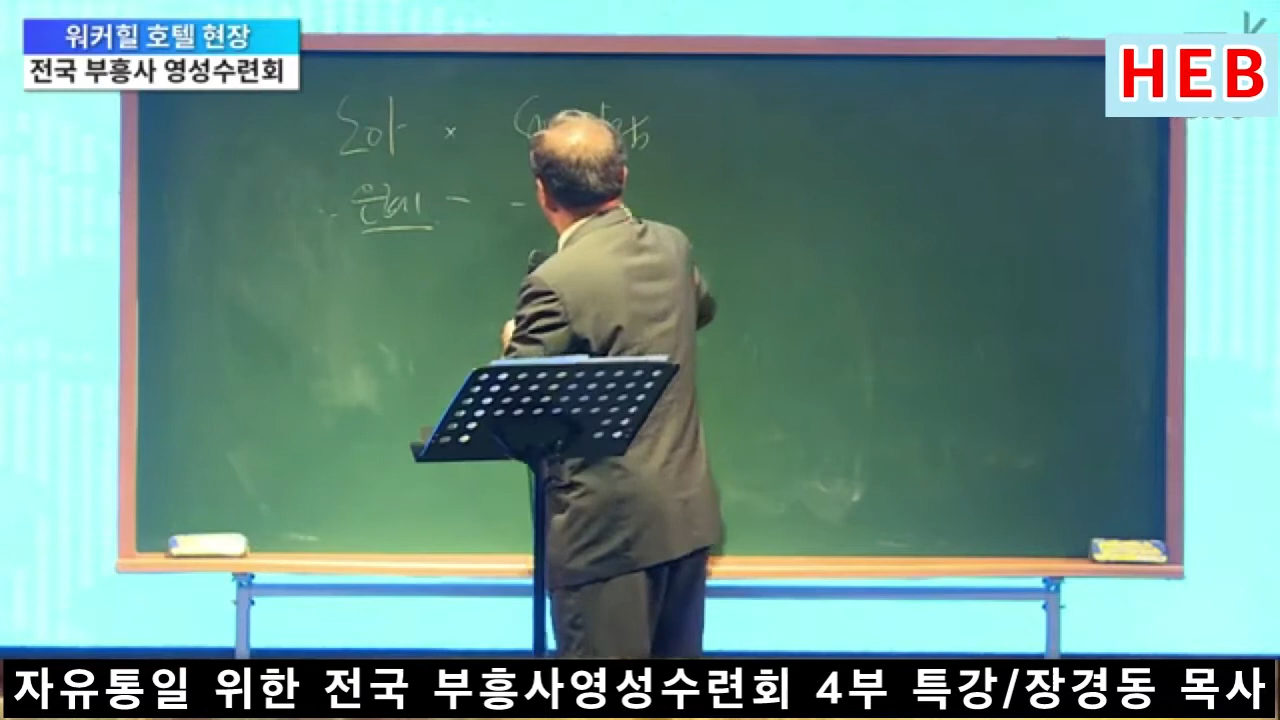 워커힐 호텔 현장
전국 부흥사 영성수련회
HEB
노아 ×
은혜 - -
자유통일 위한 전국 부흥사영성수련회 4부 특강/장경동 목사